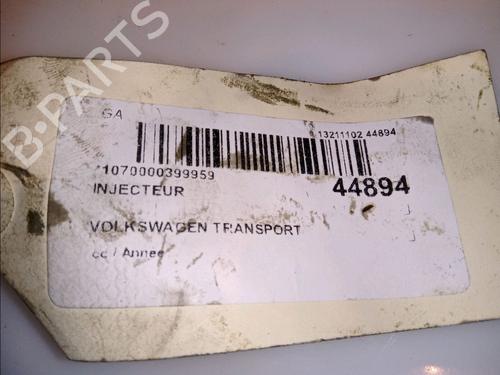 B-PARTS
GA
13211102 44894
1070000399959
INJECTEUR
44894
VOLKSWAGEN TRANSPORT
cc / Annee